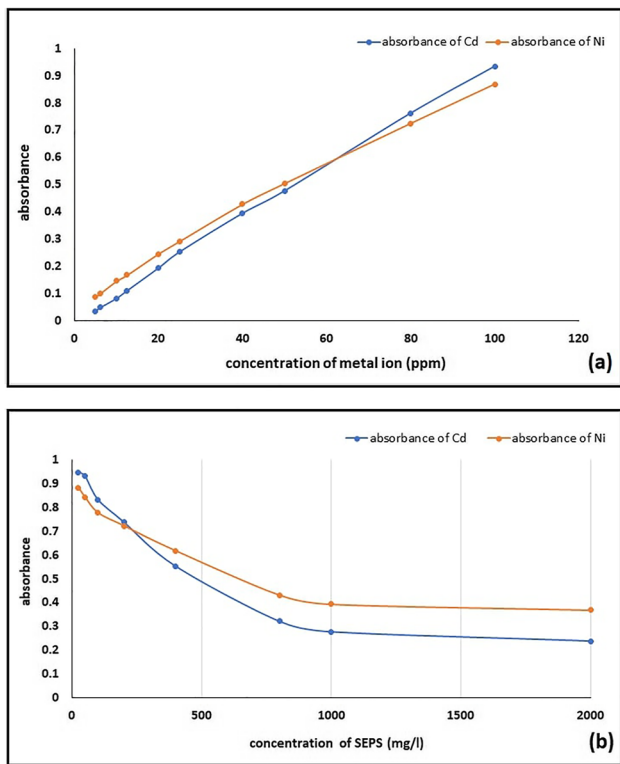 absorbance of Cd absorbance of Ni
1
0.9
0.8
0.7
0.6
0.5
0.4
0.3
0.2
0.1
0
absorbance
0 20 40 60 80 100 120
concentration of metal ion (ppm)
(a)
absorbance of Cd absorbance of Ni
1
0.9
0.8
0.7
0.6
0.5
0.4
0.3
0.2
0.1
0
absorbance
0 500 1000 1500 2000
concentration of SEPS (mg/l)
(b)